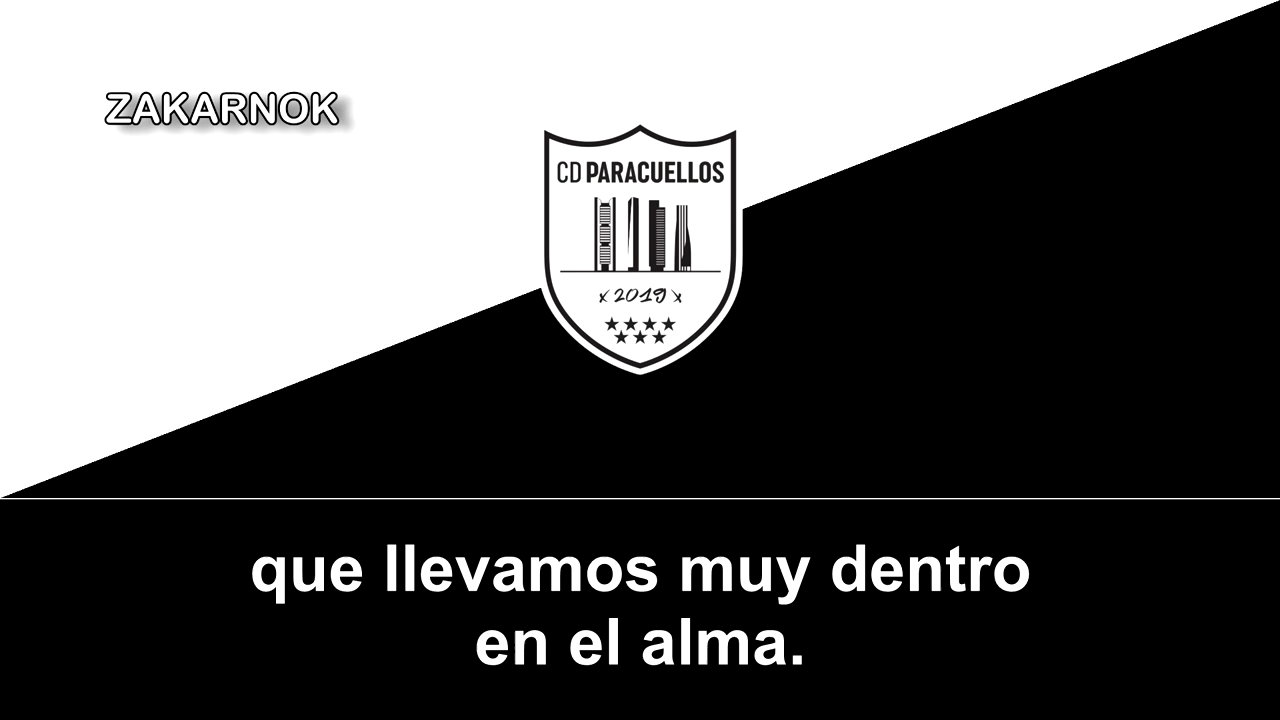 ZAKARNOK
CD PARACUELLOS
2019
que llevamos muy dentro
en el alma.